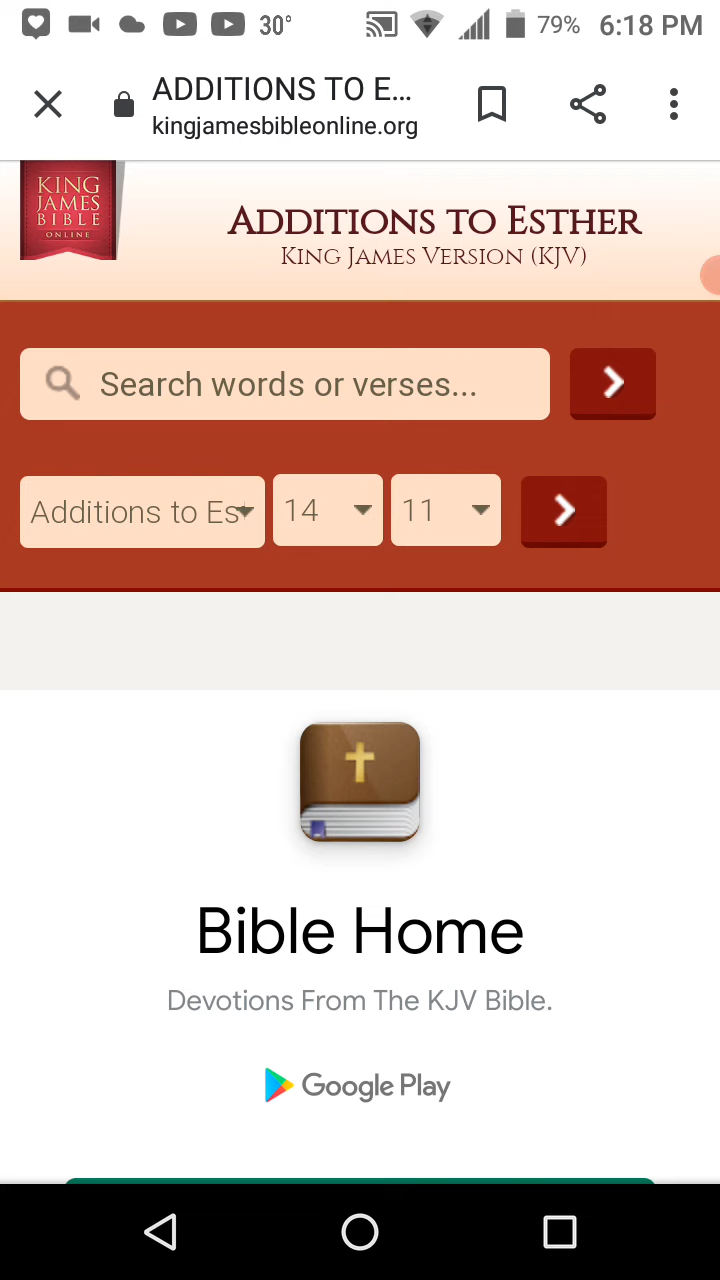 30°
79%
6:18 PM
ADDITIONS TO E...
kingjamesbibleonline.org
KING
JAMES
BIBLE
ONLINE
ADDITIONS TO ESTHER
KING JAMES VERSION (KJV)
Search words or verses...
Additions to Est
14
11
Bible Home
Devotions From The KJV Bible.
Google Play